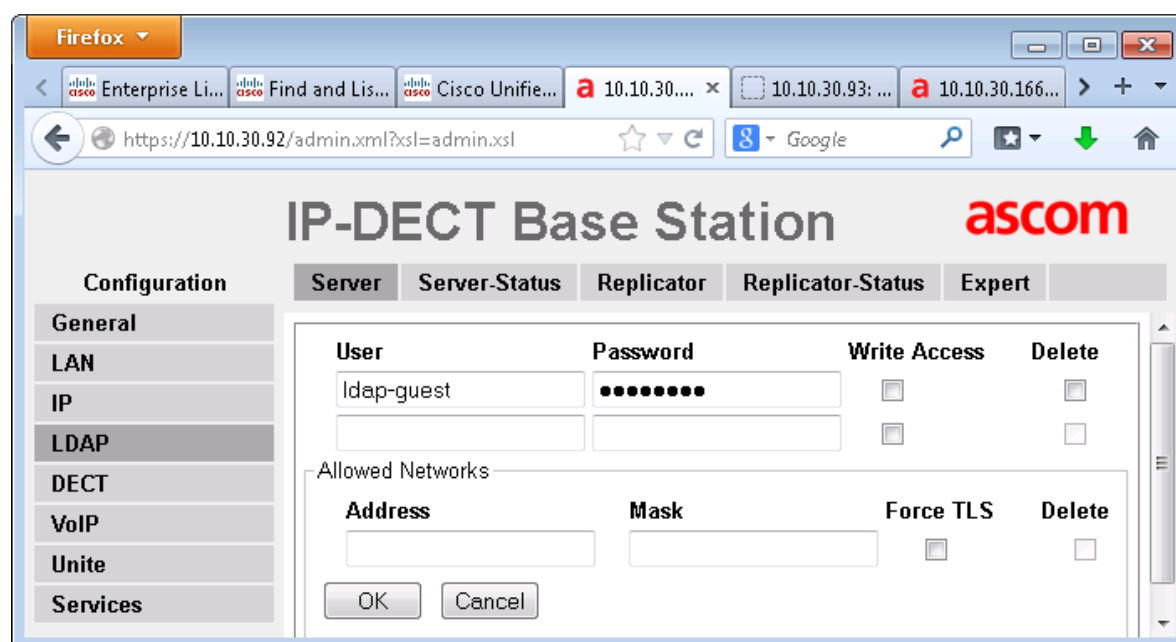 Firefox
Enterprise Li... Find and Lis... Cisco Unifie... a 10.10.30.... × 10.10.30.93: ... a 10.10.30.166...
https://10.10.30.92/admin.xml?xsl=admin.xsl 8 Google
IP-DECT Base Station ascom
Configuration Server Server-Status Replicator Replicator-Status Expert
General
User Password Write Access Delete
LAN
ldap-guest ••••••••
IP
LDAP
Allowed Networks
DECT
Address Mask Force TLS Delete
VoIP
Unite
OK Cancel
Services